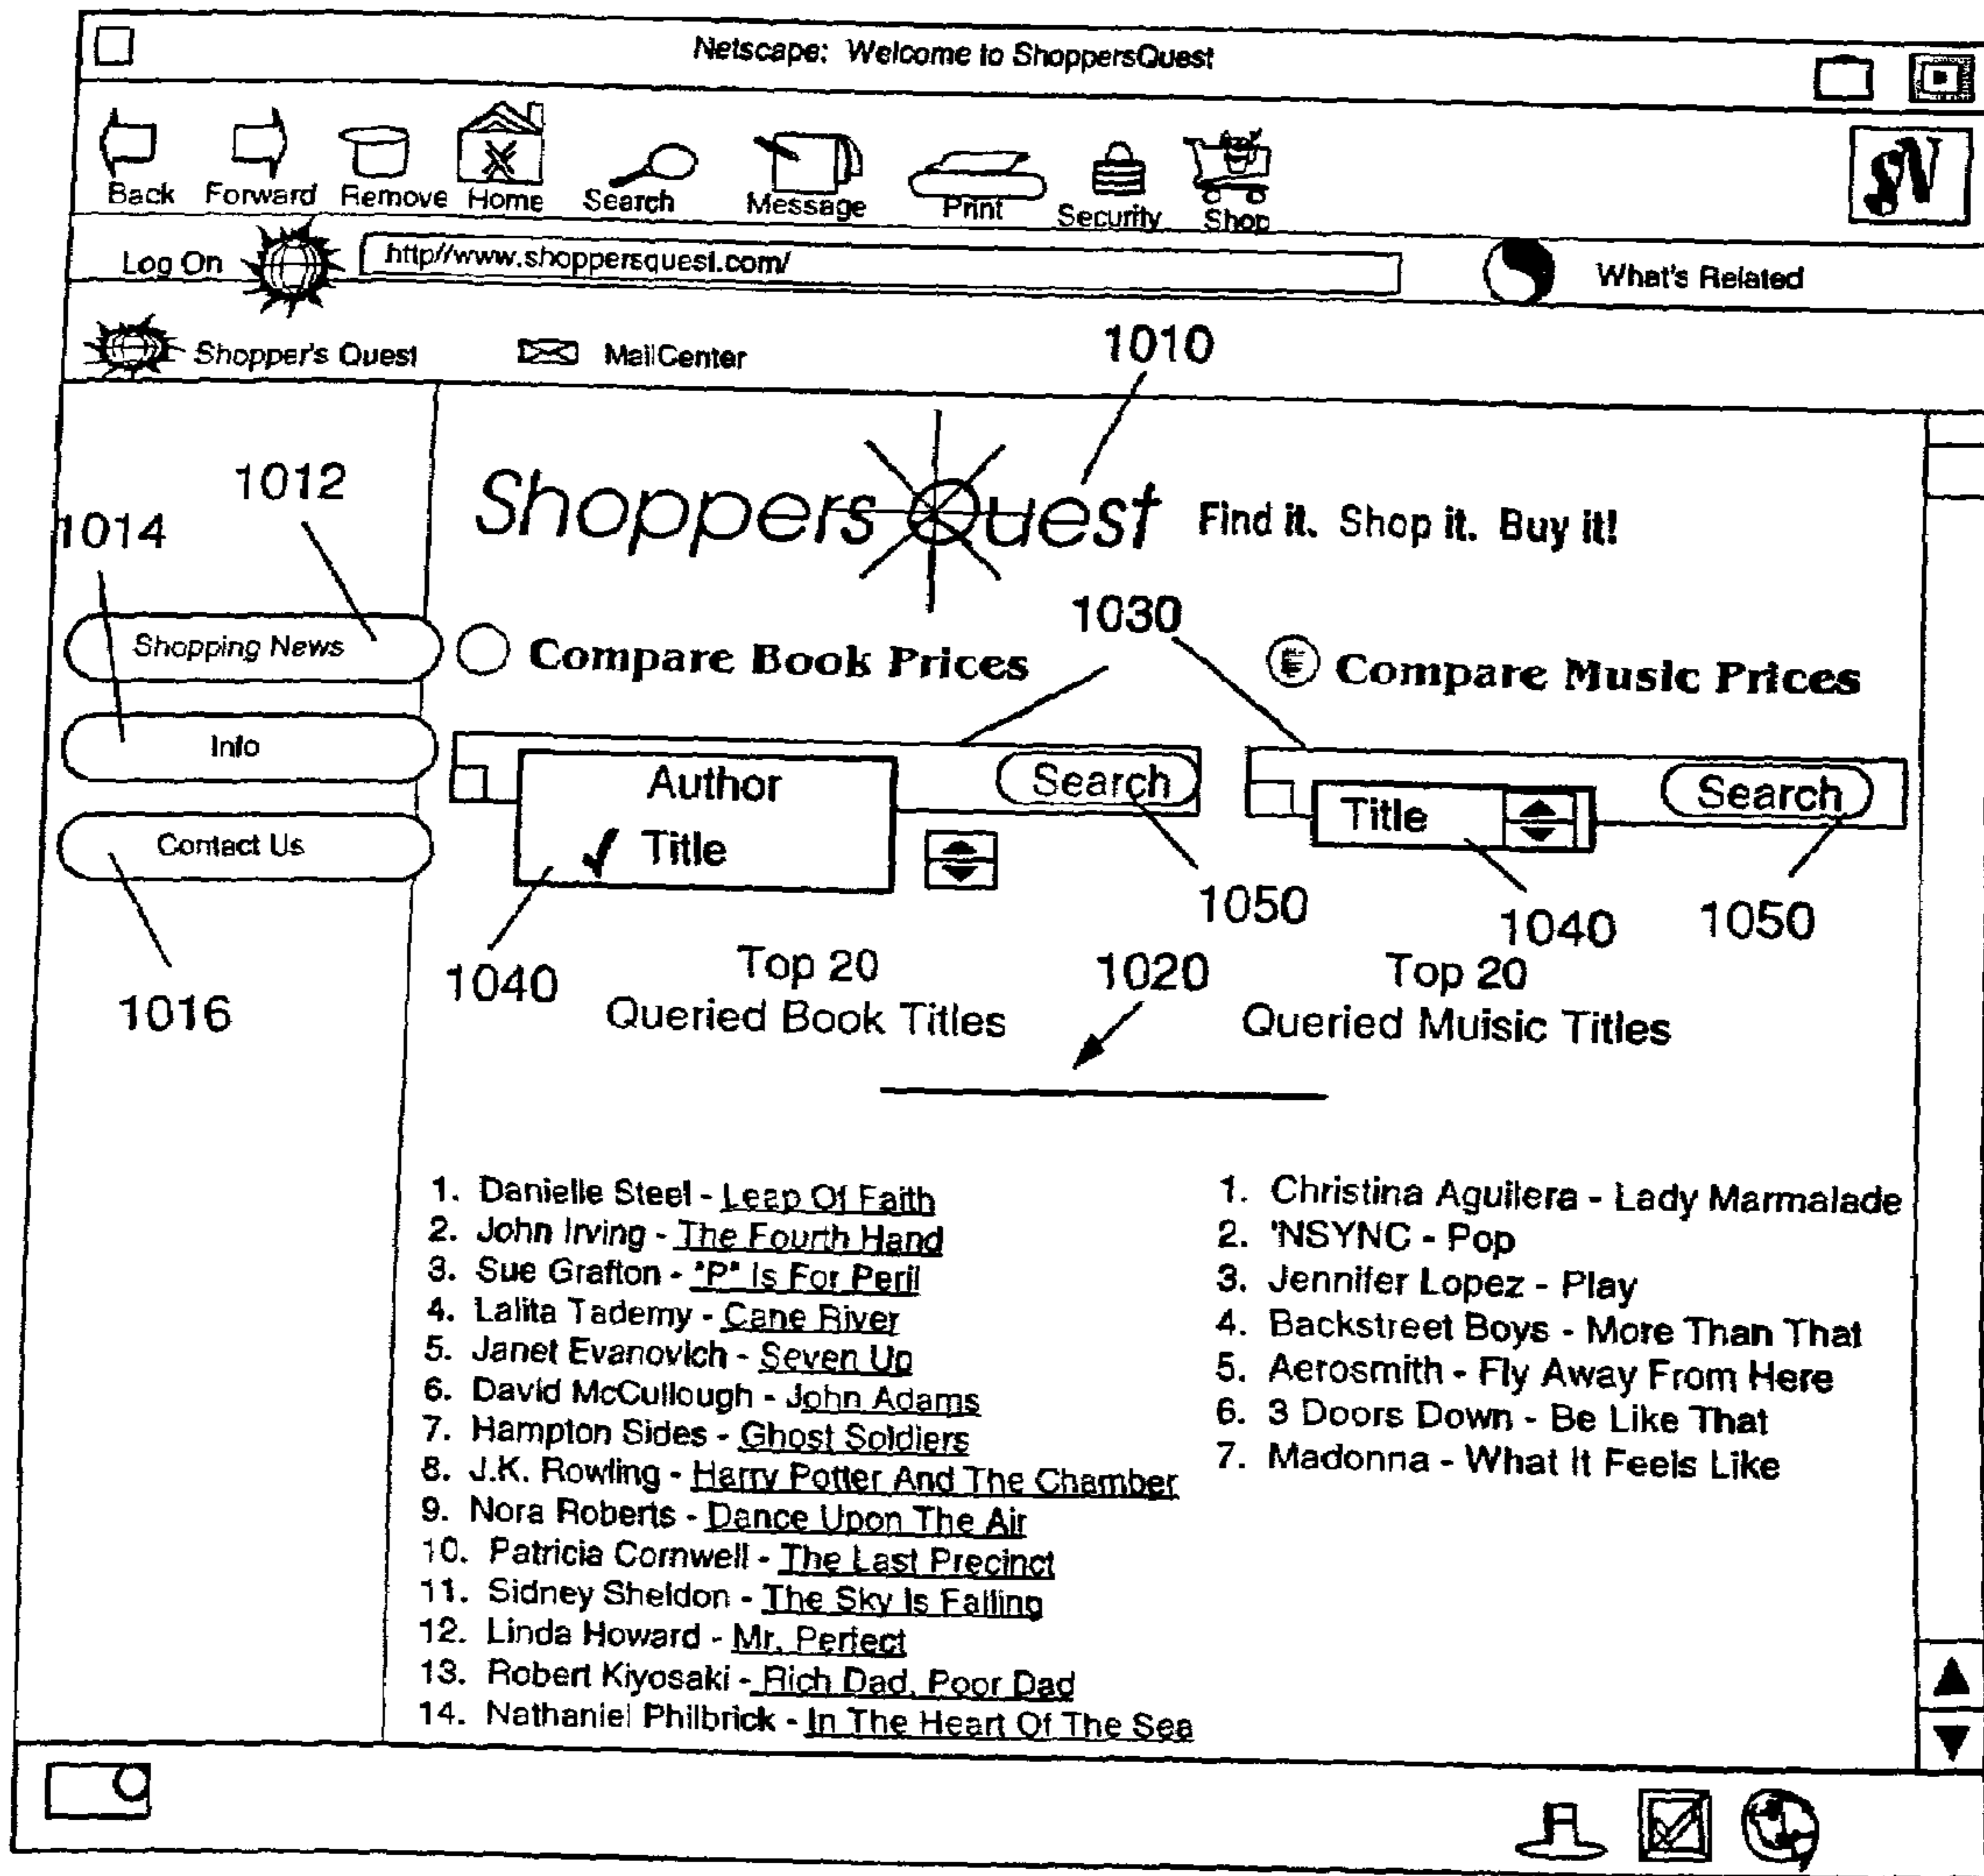 Netscape: Welcome to ShoppersQuest
Back Forward Remove Home Search Message Print Security Shop
N
Log On http//www.shoppersquest.com/ What's Related
Shopper's Quest MailCenter
1010
1012
1014
ShoppersQuest Find it. Shop it. Buy it!
1030
Shopping News
Compare Book Prices
Compare Music Prices
Info
Author
Title
Search
Title
Search
Contact Us
1050
1040
1050
1040
1016
Top 20
Queried Book Titles
1020
Top 20
Queried Muisic Titles
1. Danielle Steel - Leap Of Faith
2. John Irving - The Fourth Hand
3. Sue Grafton - "P" Is For Peril
4. Lalita Tademy - Cane River
5. Janet Evanovich - Seven Up
6. David McCullough - John Adams
7. Hampton Sides - Ghost Soldiers
8. J.K. Rowling - Harry Potter And The Chamber
9. Nora Roberts - Dance Upon The Air
10. Patricia Cornwell - The Last Precinct
11. Sidney Sheldon - The Sky Is Falling
12. Linda Howard - Mr. Perfect
13. Robert Kiyosaki - Rich Dad, Poor Dad
14. Nathaniel Philbrick - In The Heart Of The Sea
1. Christina Aguilera - Lady Marmalade
2. 'NSYNC - Pop
3. Jennifer Lopez - Play
4. Backstreet Boys - More Than That
5. Aerosmith - Fly Away From Here
6. 3 Doors Down - Be Like That
7. Madonna - What It Feels Like